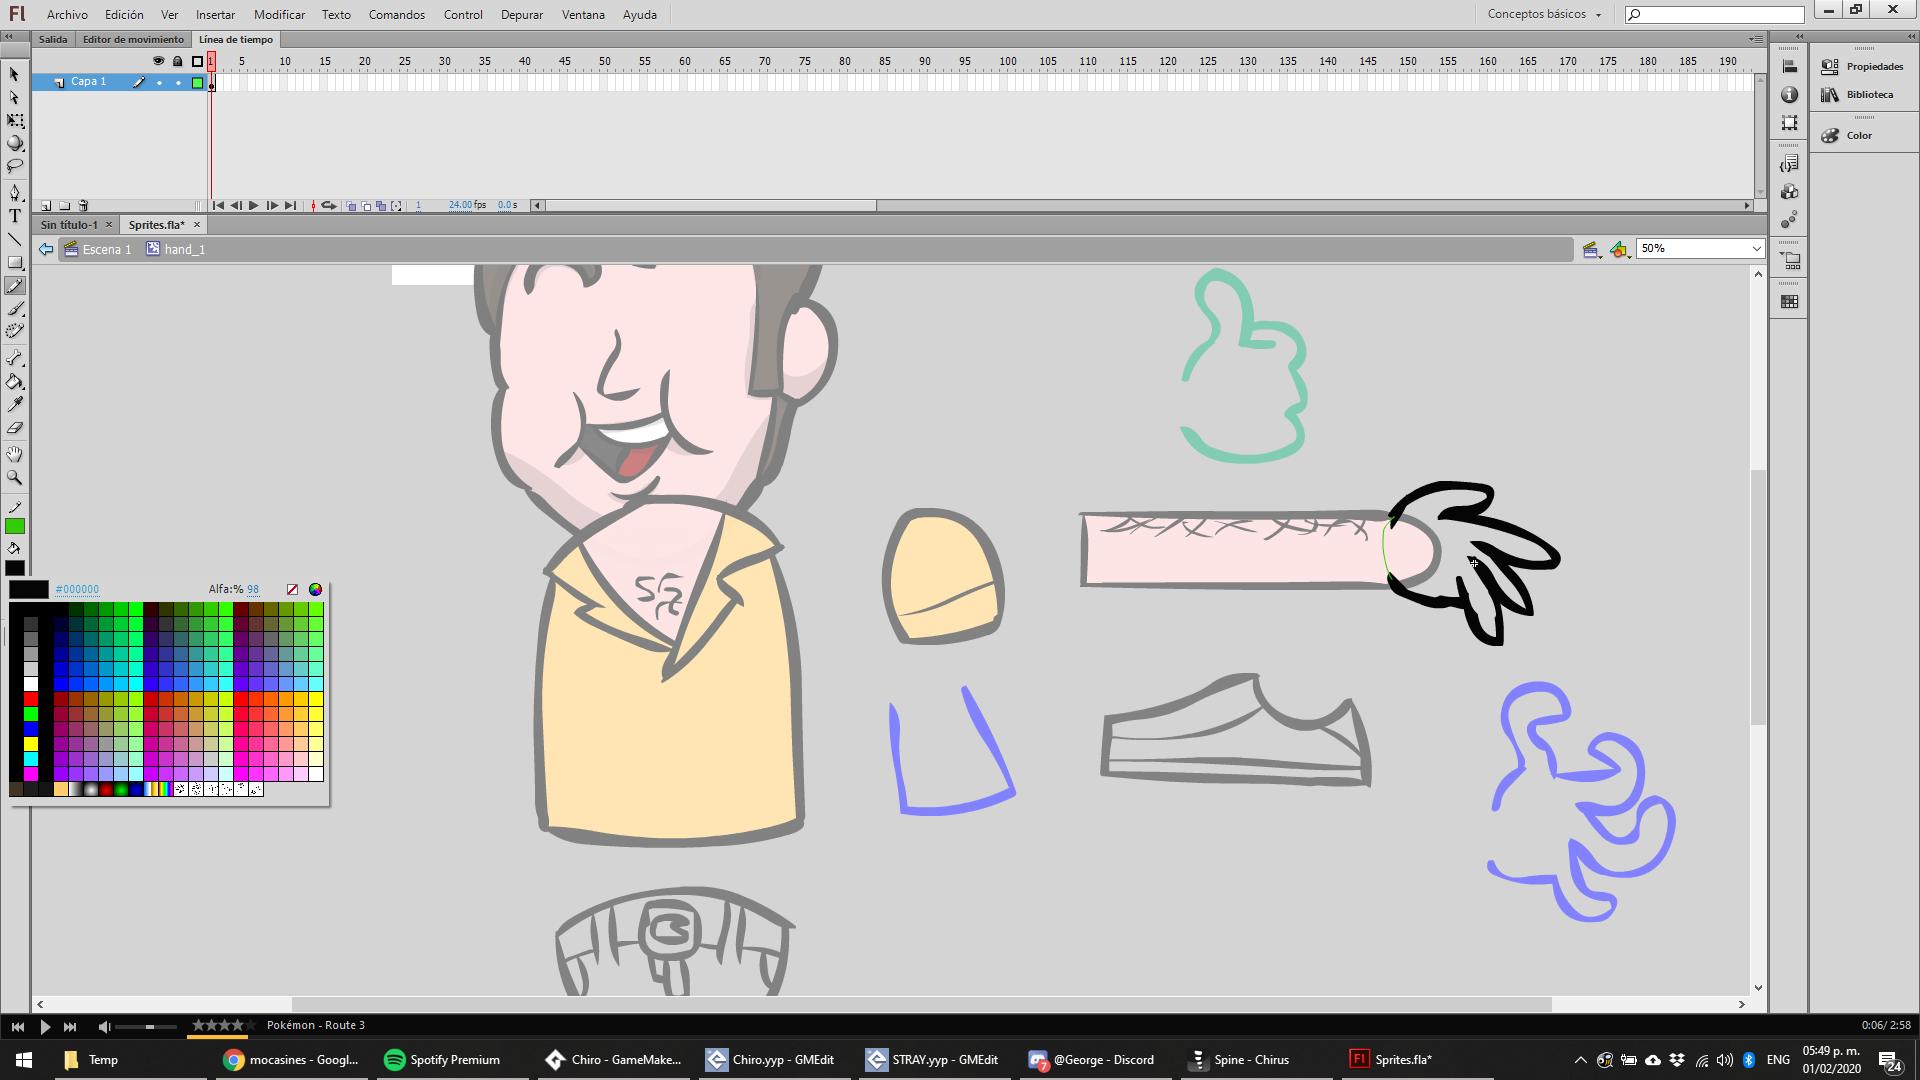 Fl Archivo Edición Ver Insertar Modificar Texto Comandos Control Depurar Ventana Ayuda Conceptos básicos
Salida Editor de movimiento Línea de tiempo
1 5 10 15 20 25 30 35 40 45 50 55 60 65 70 75 80 85 90 95 100 105 110 115 120 125 130 135 140 145 150 155 160 165 170 175 180 185 190
Capa 1
Propiedades
Biblioteca
Color
1 24.00 fps 0.0 s
Sin título-1 Sprites.fla*
Escena 1 hand_1 50%
#000000 Alfa:% 98
Pokémon - Route 3 0:06/ 2:58
Temp mocasines - Googl... Spotify Premium Chiro - GameMake... Chiro.yyp - GMEdit STRAY.yyp - GMEdit @George - Discord Spine - Chirus Sprites.fla* ENG 05:49 p. m.
01/02/2020 24